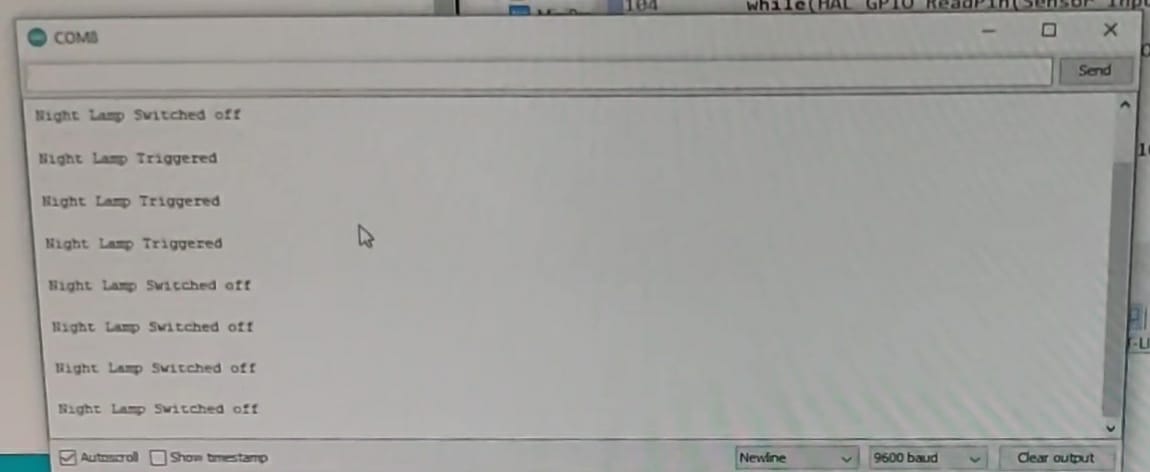 104
while(HAL_GPIO_ReadPin(Sensor_Inp
COM8
Send
Night Lamp Switched off
Night Lamp Triggered
Night Lamp Triggered
Night Lamp Triggered
Night Lamp Switched off
Night Lamp Switched off
Night Lamp Switched off
Night Lamp Switched off
Autoscroll Show timestamp
Newline
9600 baud
Clear output